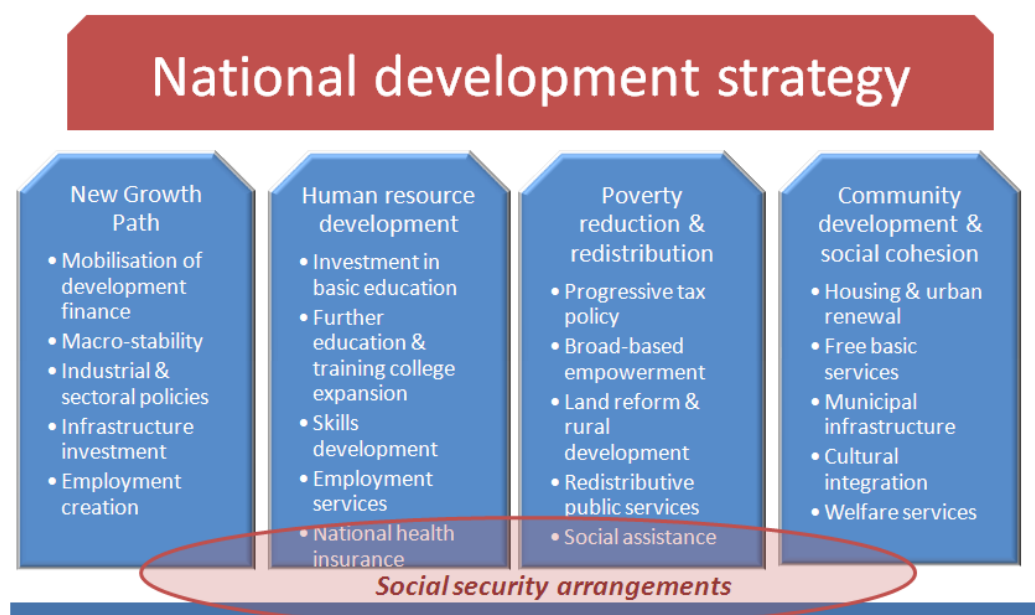 National development strategy
New Growth
Path
• Mobilisation of
development
finance
• Macro-stability
• Industrial &
sectoral policies
• Infrastructure
investment
• Employment
creation
Human resource
development
• Investment in
basic education
• Further
education &
training college
expansion
• Skills
development
• Employment
services
• National health
insurance
Poverty
reduction &
redistribution
• Progressive tax
policy
• Broad-based
empowerment
• Land reform &
rural
development
• Redistributive
public services
• Social assistance
Community
development &
social cohesion
• Housing & urban
renewal
• Free basic
services
• Municipal
infrastructure
• Cultural
integration
• Welfare services
Social security arrangements